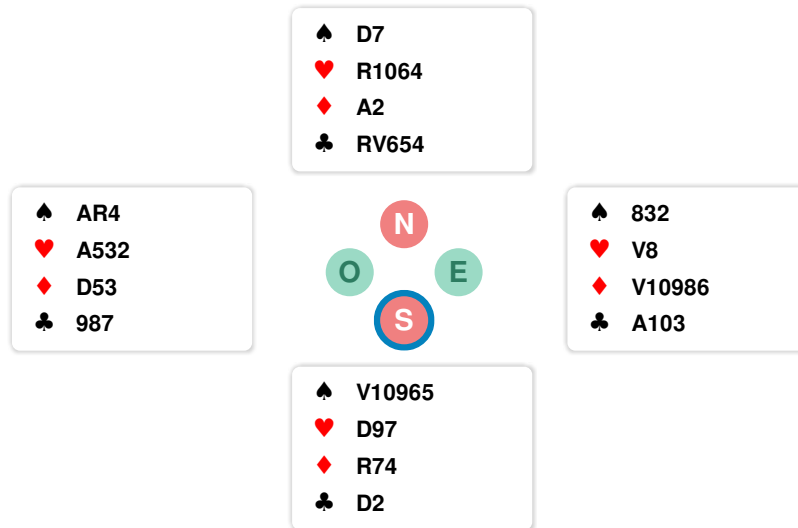 ♠ D7
♥ R1064
♦ A2
♣ RV654
♠ AR4
♥ A532
♦ D53
♣ 987
N
O E
S
♠ 832
♥ V8
♦ V10986
♣ A103
♠ V10965
♥ D97
♦ R74
♣ D2